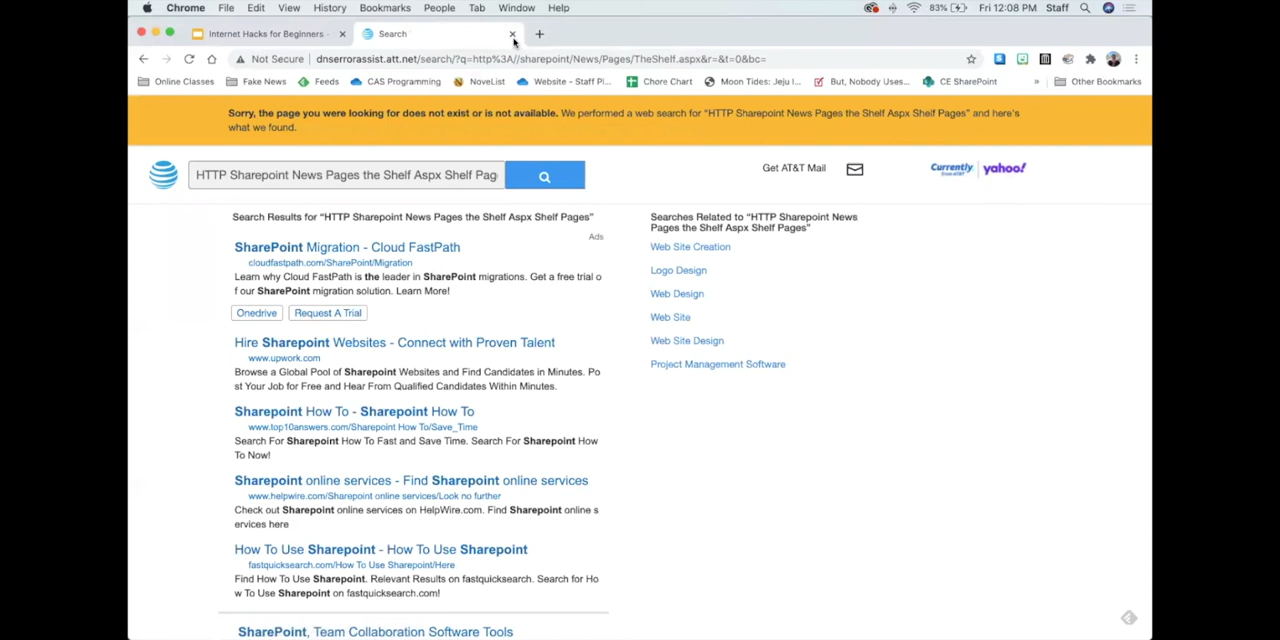 Chrome File Edit View History Bookmarks People Tab Window Help 83% Fri 12:08 PM Staff
Internet Hacks for Beginners - Search
Not Secure dnserrorassist.att.net/search/?q=http%3A//sharepoint/News/Pages/TheShelf.aspx&r=&t=0&bc=
Online Classes Fake News Feeds CAS Programming NoveList Website - Staff Pi... Chore Chart Moon Tides: Jeju I... But, Nobody Uses... CE SharePoint » Other Bookmarks
Sorry, the page you were looking for does not exist or is not available. We performed a web search for “HTTP Sharepoint News Pages the Shelf Aspx Shelf Pages” and here's
what we found.
HTTP Sharepoint News Pages the Shelf Aspx Shelf Pag
Get AT&T Mail
Currently from AT&T yahoo!
Search Results for “HTTP Sharepoint News Pages the Shelf Aspx Shelf Pages”
Ads
SharePoint Migration - Cloud FastPath
cloudfastpath.com/SharePoint/Migration
Learn why Cloud FastPath is the leader in SharePoint migrations. Get a free trial o
f our SharePoint migration solution. Learn More!
Onedrive Request A Trial
Hire Sharepoint Websites - Connect with Proven Talent
www.upwork.com
Browse a Global Pool of Sharepoint Websites and Find Candidates in Minutes. Po
st Your Job for Free and Hear From Qualified Candidates Within Minutes.
Sharepoint How To - Sharepoint How To
www.top10answers.com/Sharepoint How To/Save_Time
Search For Sharepoint How To Fast and Save Time. Search For Sharepoint How
To Now!
Sharepoint online services - Find Sharepoint online services
www.helpwire.com/Sharepoint online services/Look no further
Check out Sharepoint online services on HelpWire.com. Find Sharepoint online s
ervices here
How To Use Sharepoint - How To Use Sharepoint
fastquicksearch.com/How To Use Sharepoint/Here
Find How To Use Sharepoint. Relevant Results on fastquicksearch. Search for Ho
w To Use Sharepoint on fastquicksearch.com!
SharePoint, Team Collaboration Software Tools
Searches Related to “HTTP Sharepoint News
Pages the Shelf Aspx Shelf Pages”
Web Site Creation
Logo Design
Web Design
Web Site
Web Site Design
Project Management Software